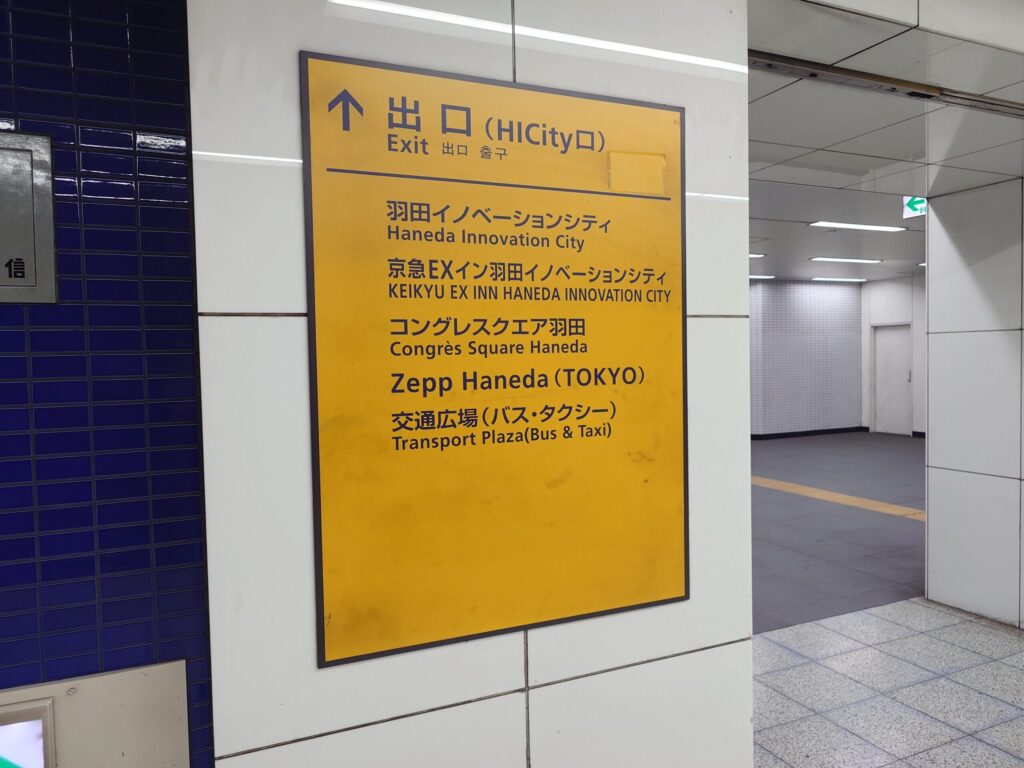 ↑ 出口 (HICity口)
Exit 出口 출구
羽田イノベーションシティ
Haneda Innovation City
京急EXイン羽田イノベーションシティ
KEIKYU EX INN HANEDA INNOVATION CITY
コングレスクエア羽田
Congrès Square Haneda
Zepp Haneda (TOKYO)
交通広場(バス・タクシー)
Transport Plaza(Bus & Taxi)
信